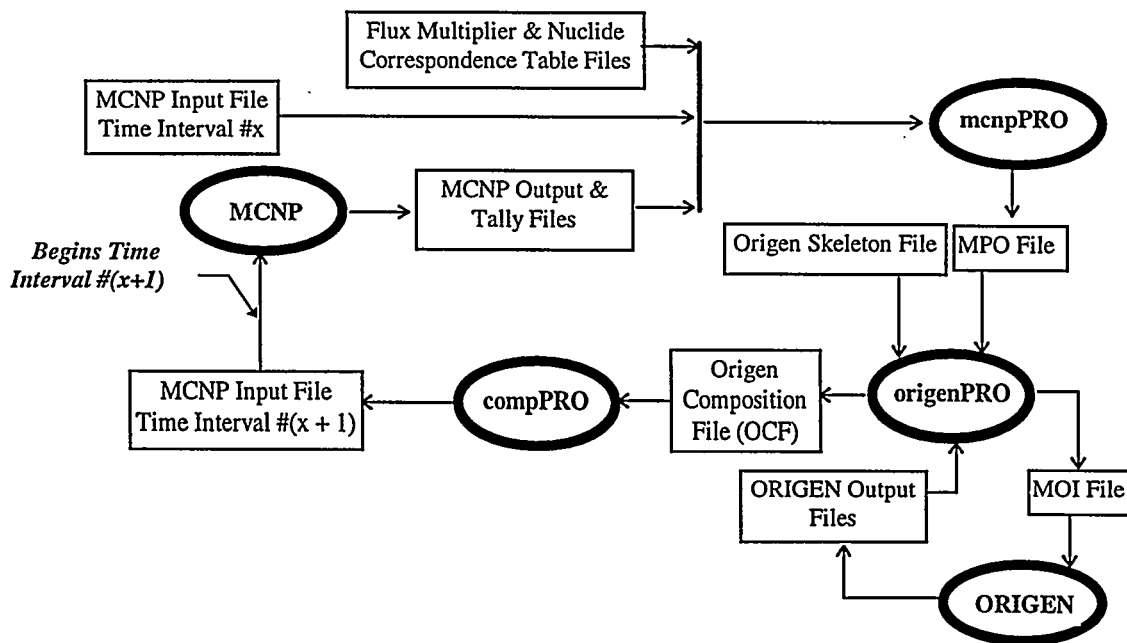 Flux Multiplier & Nuclide
Correspondence Table Files
MCNP Input File
Time Interval #x
mcnpPRO
MCNP
MCNP Output &
Tally Files
Origen Skeleton File
MPO File
Begins Time
Interval #(x+1)
MCNP Input File
Time Interval #(x + 1)
compPRO
Origen
Composition
File (OCF)
origenPRO
ORIGEN Output
Files
MOI File
ORIGEN